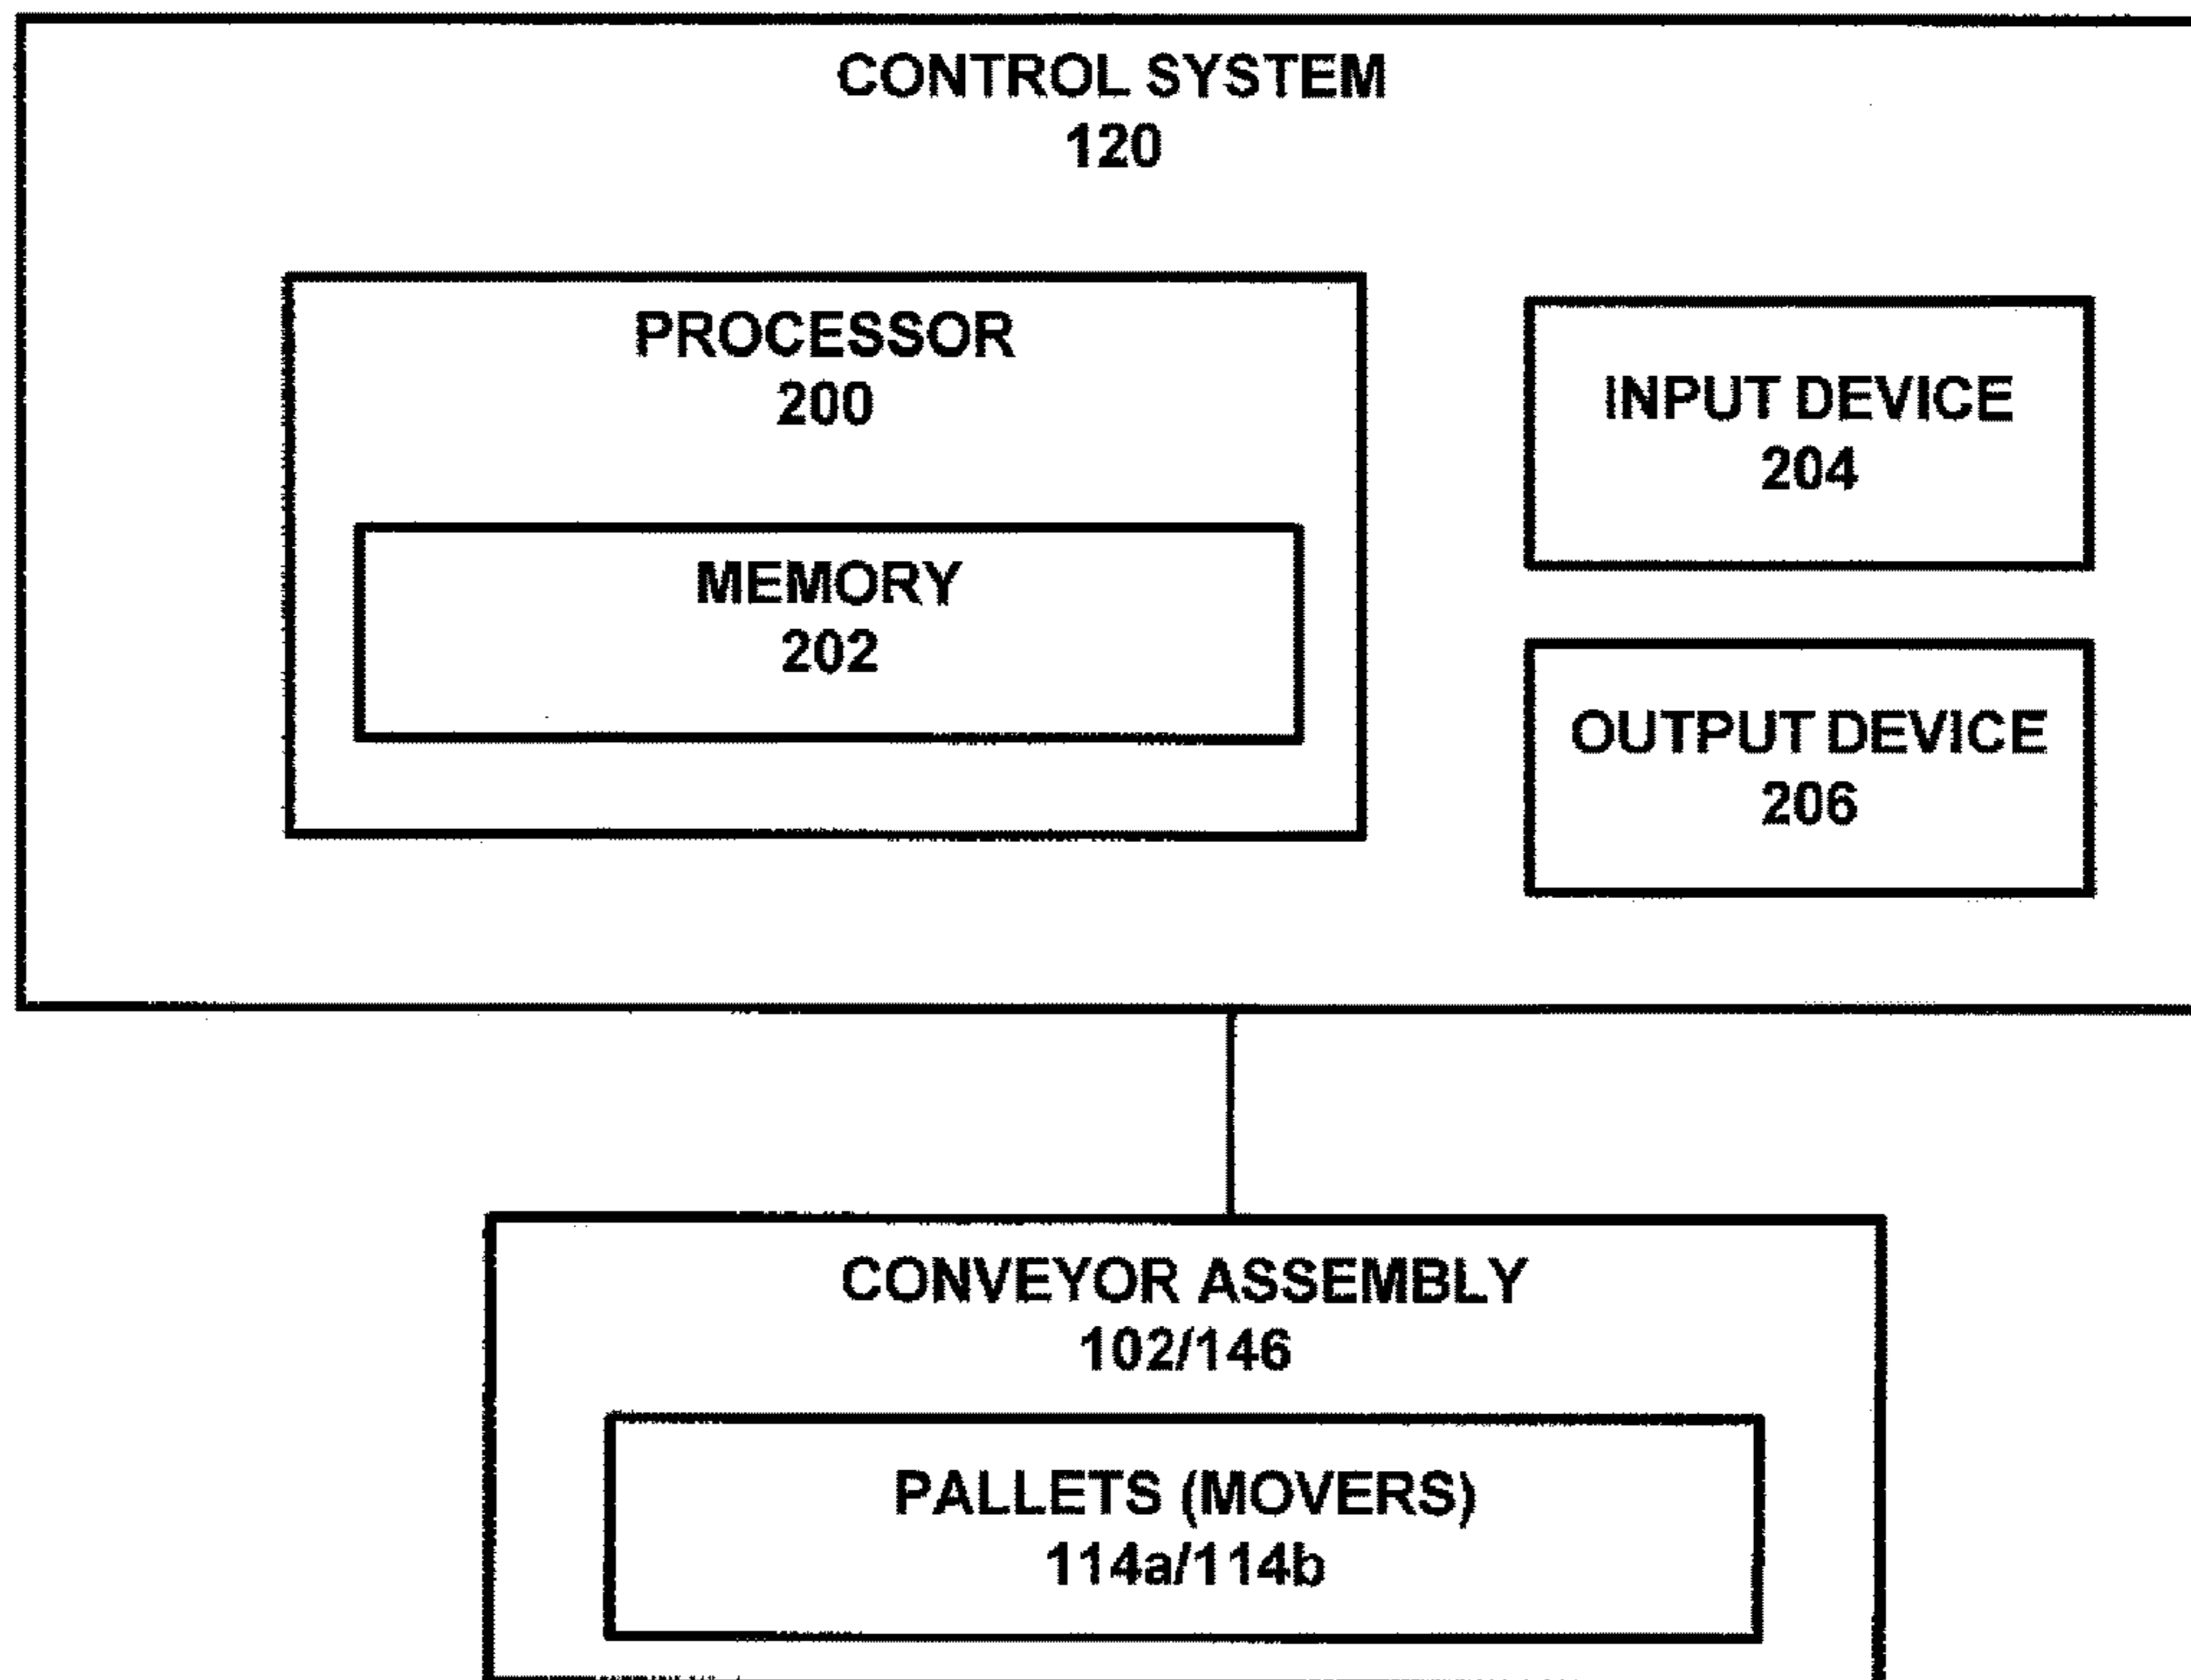 CONTROL SYSTEM
120
PROCESSOR
200
MEMORY
202
INPUT DEVICE
204
OUTPUT DEVICE
206
CONVEYOR ASSEMBLY
102/146
PALLETS (MOVERS)
114a/114b